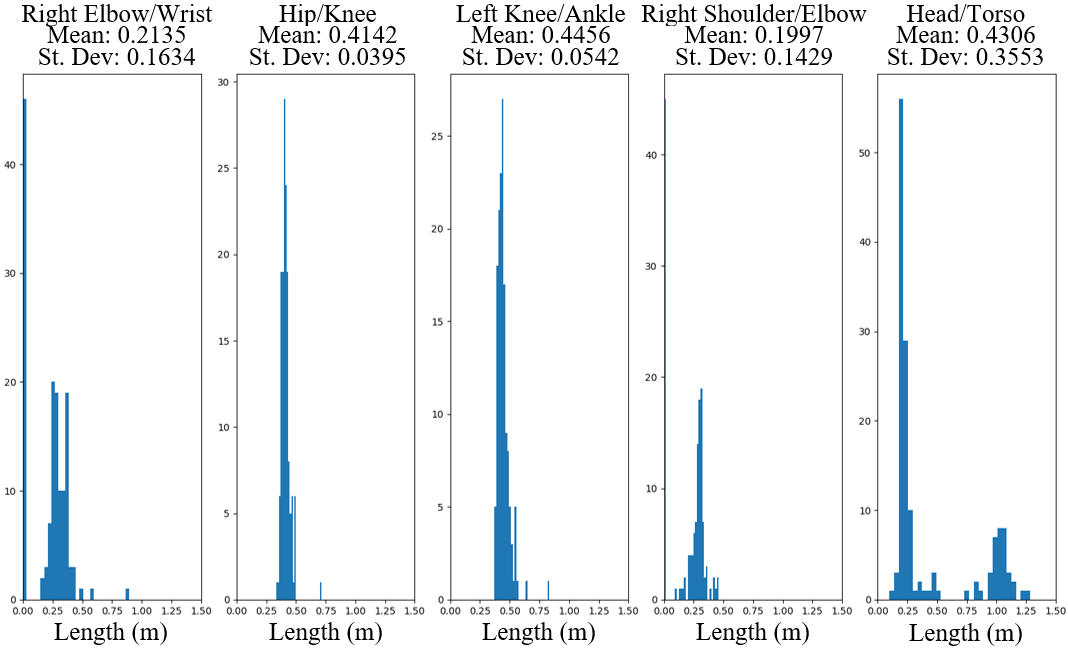 Right Elbow/Wrist
Mean: 0.2135
St. Dev: 0.1634
40
30
20
10
0
0.00 0.25 0.50 0.75 1.00 1.25 1.50
Length (m)
Hip/Knee
Mean: 0.4142
St. Dev: 0.0395
30
25
20
15
10
5
0
0.00 0.25 0.50 0.75 1.00 1.25 1.50
Length (m)
Left Knee/Ankle
Mean: 0.4456
St. Dev: 0.0542
25
20
15
10
5
0
0.00 0.25 0.50 0.75 1.00 1.25 1.50
Length (m)
Right Shoulder/Elbow
Mean: 0.1997
St. Dev: 0.1429
40
30
20
10
0
0.00 0.25 0.50 0.75 1.00 1.25 1.50
Length (m)
Head/Torso
Mean: 0.4306
St. Dev: 0.3553
50
40
30
20
10
0
0.00 0.25 0.50 0.75 1.00 1.25 1.50
Length (m)